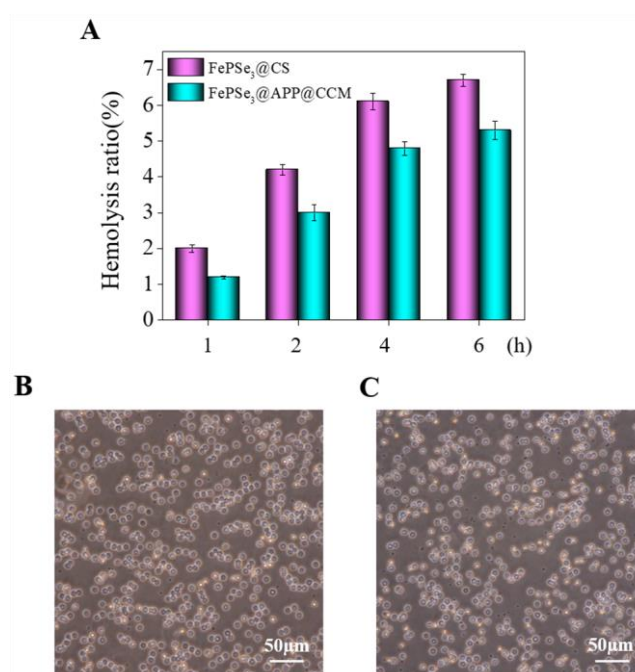 A
Hemolysis ratio(%)
7
6
5
4
3
2
1
0
FePSe₃@CS
FePSe₃@APP@CCM
1 2 4 6 (h)
B
C
50μm
50μm